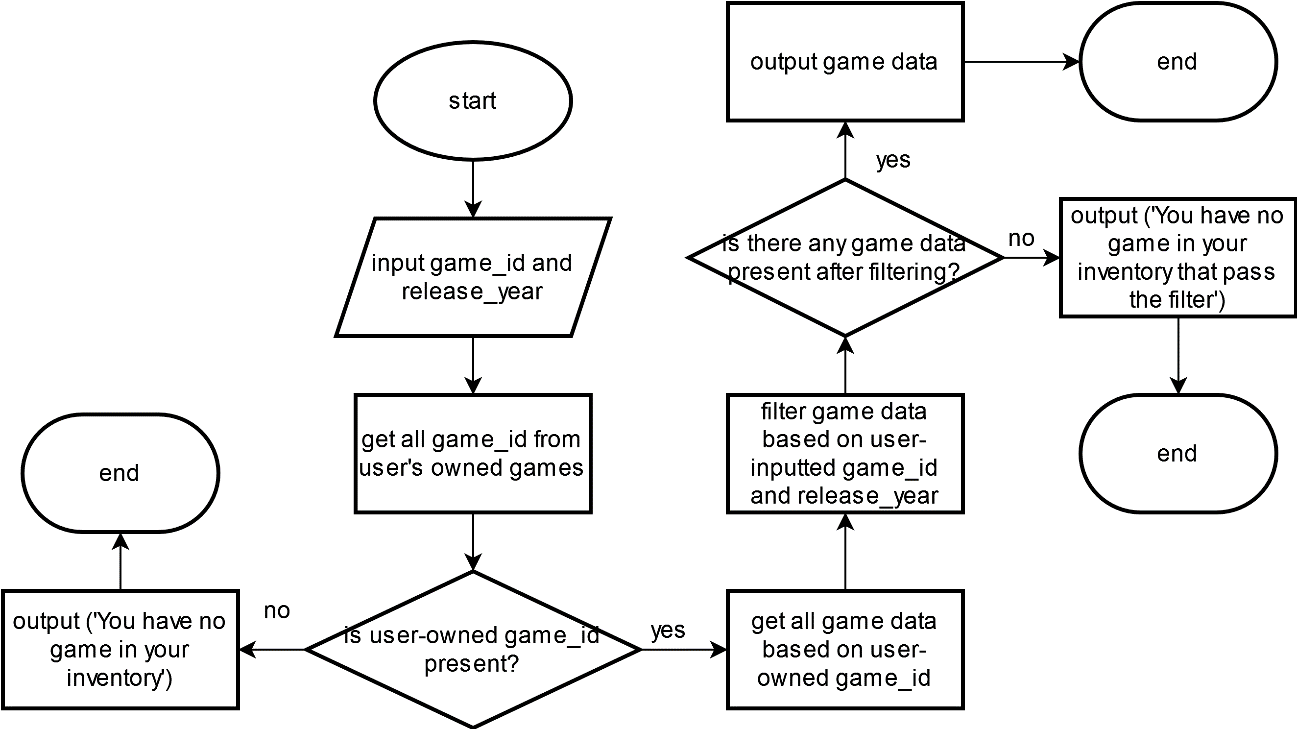 start
input game_id and
release_year
get all game_id from
user's owned games
is user-owned game_id
present?
no
output ('You have no
game in your
inventory')
end
yes
get all game data
based on user-
owned game_id
filter game data
based on user-
inputted game_id
and release_year
is there any game data
present after filtering?
yes
output game data
end
no
output ('You have no
game in your
inventory that pass
the filter')
end